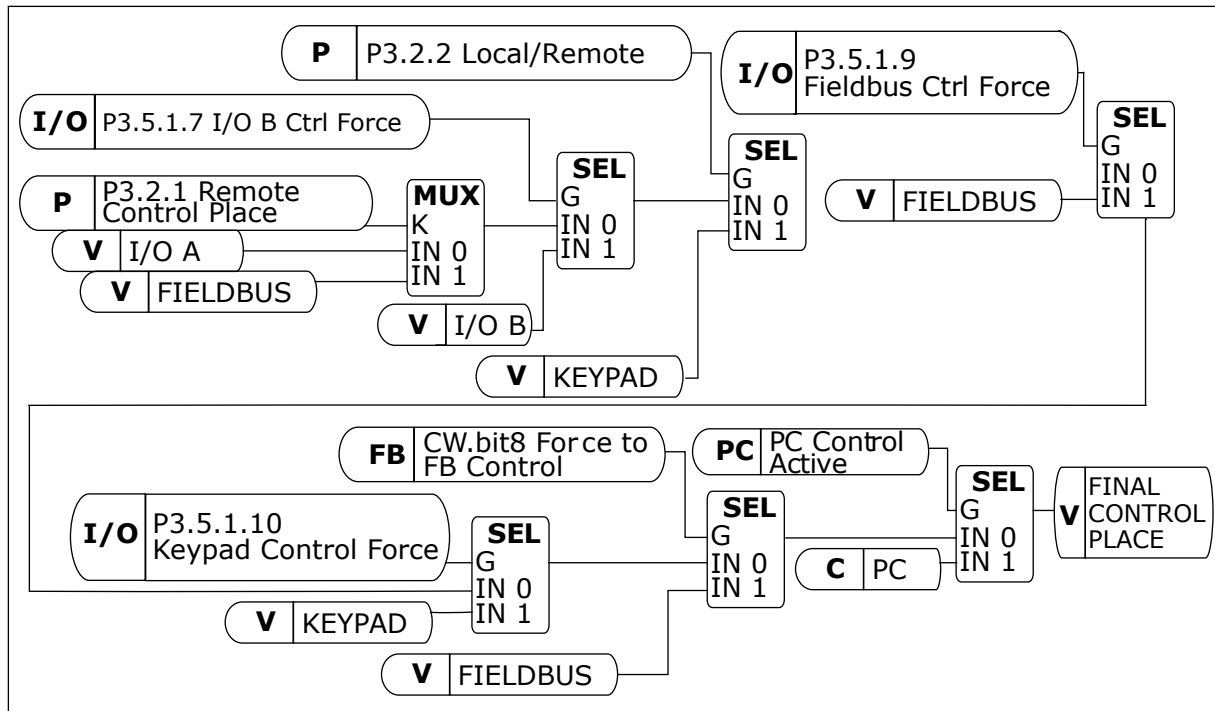 P P3.2.2 Local/Remote
I/O P3.5.1.9
Fieldbus Ctrl Force
I/O P3.5.1.7 I/O B Ctrl Force
P P3.2.1 Remote
Control Place
V I/O A
V FIELDBUS
MUX
K
IN 0
IN 1
SEL
G
IN 0
IN 1
V I/O B
SEL
G
IN 0
IN 1
V KEYPAD
V FIELDBUS
SEL
G
IN 0
IN 1
FB CW.bit8 Force to
FB Control
PC PC Control
Active
I/O P3.5.1.10
Keypad Control Force
V KEYPAD
SEL
G
IN 0
IN 1
V FIELDBUS
SEL
G
IN 0
IN 1
C PC
SEL
G
IN 0
IN 1
V FINAL
CONTROL
PLACE